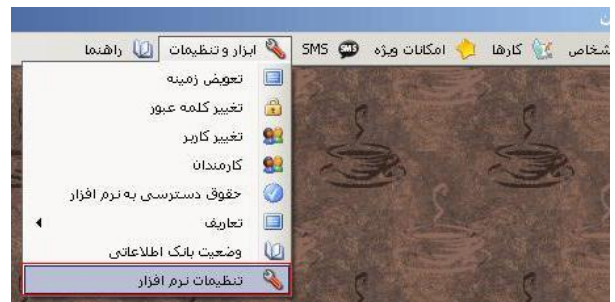 شخاص کارها امکانات ویژه SMS ابزار و تنظیمات راهنما
تعویض زمینه
تغییر کلمه عبور
تغییر کاربر
کارمندان
حقوق دسترسی به نرم افزار
تعاریف
وضعیت بانک اطلاعاتی
تنظیمات نرم افزار